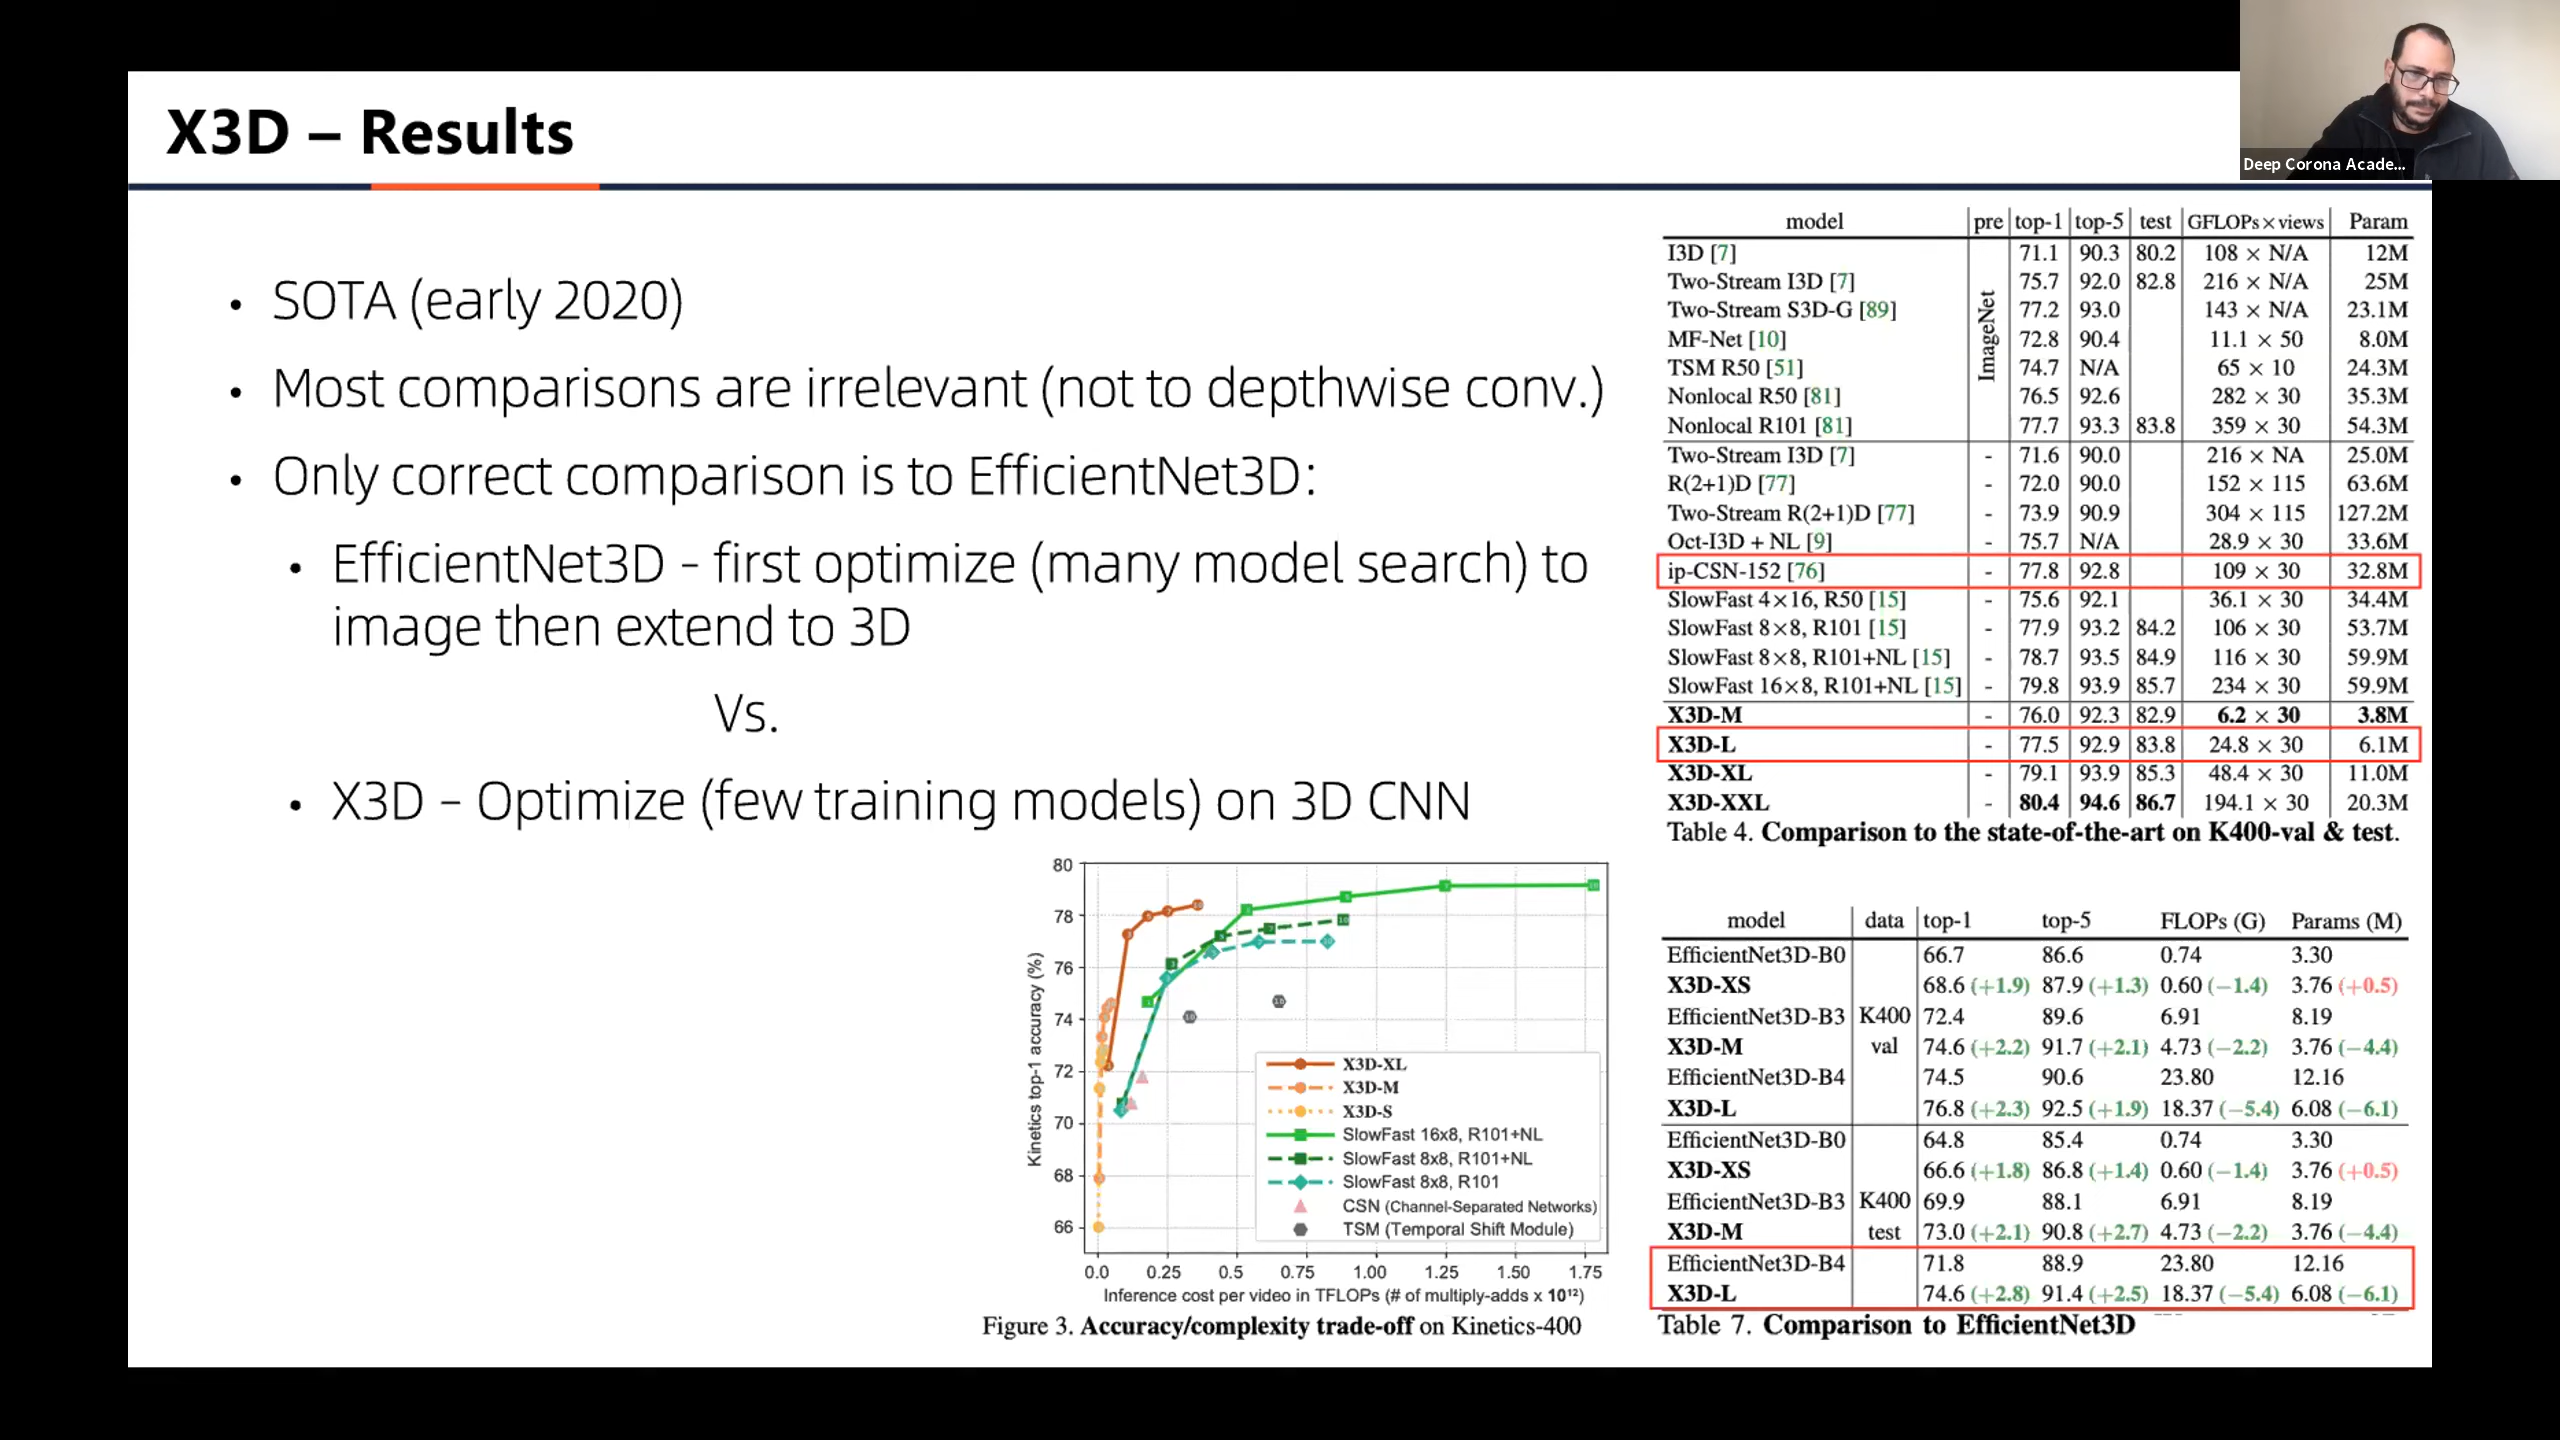 X3D – Results
Deep Corona Acade...
• SOTA (early 2020)
• Most comparisons are irrelevant (not to depthwise conv.)
• Only correct comparison is to EfficientNet3D:
• EfficientNet3D – first optimize (many model search) to
image then extend to 3D
Vs.
• X3D – Optimize (few training models) on 3D CNN
model pre top-1 top-5 test GFLOPs×views Param
ImageNet
I3D [7] 71.1 90.3 80.2 108 × N/A 12M
Two-Stream I3D [7] 75.7 92.0 82.8 216 × N/A 25M
Two-Stream S3D-G [89] 77.2 93.0 143 × N/A 23.1M
MF-Net [10] 72.8 90.4 11.1 × 50 8.0M
TSM R50 [51] 74.7 N/A 65 × 10 24.3M
Nonlocal R50 [81] 76.5 92.6 282 × 30 35.3M
Nonlocal R101 [81] 77.7 93.3 83.8 359 × 30 54.3M
Two-Stream I3D [7] - 71.6 90.0 216 × NA 25.0M
R(2+1)D [77] - 72.0 90.0 152 × 115 63.6M
Two-Stream R(2+1)D [77] - 73.9 90.9 304 × 115 127.2M
Oct-I3D + NL [9] - 75.7 N/A 28.9 × 30 33.6M
ip-CSN-152 [76] - 77.8 92.8 109 × 30 32.8M
SlowFast 4×16, R50 [15] - 75.6 92.1 36.1 × 30 34.4M
SlowFast 8×8, R101 [15] - 77.9 93.2 84.2 106 × 30 53.7M
SlowFast 8×8, R101+NL [15] - 78.7 93.5 84.9 116 × 30 59.9M
SlowFast 16×8, R101+NL [15] - 79.8 93.9 85.7 234 × 30 59.9M
X3D-M - 76.0 92.3 82.9 6.2 × 30 3.8M
X3D-L - 77.5 92.9 83.8 24.8 × 30 6.1M
X3D-XL - 79.1 93.9 85.3 48.4 × 30 11.0M
X3D-XXL - 80.4 94.6 86.7 194.1 × 30 20.3M
Table 4. Comparison to the state-of-the-art on K400-val & test.
Kinetics top-1 accuracy (%)
80
78
76
74
72
70
68
66
X3D-XL
X3D-M
X3D-S
SlowFast 16x8, R101+NL
SlowFast 8x8, R101+NL
SlowFast 8x8, R101
CSN (Channel-Separated Networks)
TSM (Temporal Shift Module)
0.0 0.25 0.5 0.75 1.00 1.25 1.50 1.75
Inference cost per video in TFLOPs (# of multiply-adds x 10¹²)
Figure 3. Accuracy/complexity trade-off on Kinetics-400
model data top-1 top-5 FLOPs (G) Params (M)
EfficientNet3D-B0 66.7 86.6 0.74 3.30
X3D-XS 68.6 (+1.9) 87.9 (+1.3) 0.60 (−1.4) 3.76 (+0.5)
EfficientNet3D-B3 K400 72.4 89.6 6.91 8.19
X3D-M val 74.6 (+2.2) 91.7 (+2.1) 4.73 (−2.2) 3.76 (−4.4)
EfficientNet3D-B4 74.5 90.6 23.80 12.16
X3D-L 76.8 (+2.3) 92.5 (+1.9) 18.37 (−5.4) 6.08 (−6.1)
EfficientNet3D-B0 64.8 85.4 0.74 3.30
X3D-XS 66.6 (+1.8) 86.8 (+1.4) 0.60 (−1.4) 3.76 (+0.5)
EfficientNet3D-B3 K400 69.9 88.1 6.91 8.19
X3D-M test 73.0 (+2.1) 90.8 (+2.7) 4.73 (−2.2) 3.76 (−4.4)
EfficientNet3D-B4 71.8 88.9 23.80 12.16
X3D-L 74.6 (+2.8) 91.4 (+2.5) 18.37 (−5.4) 6.08 (−6.1)
Table 7. Comparison to EfficientNet3D